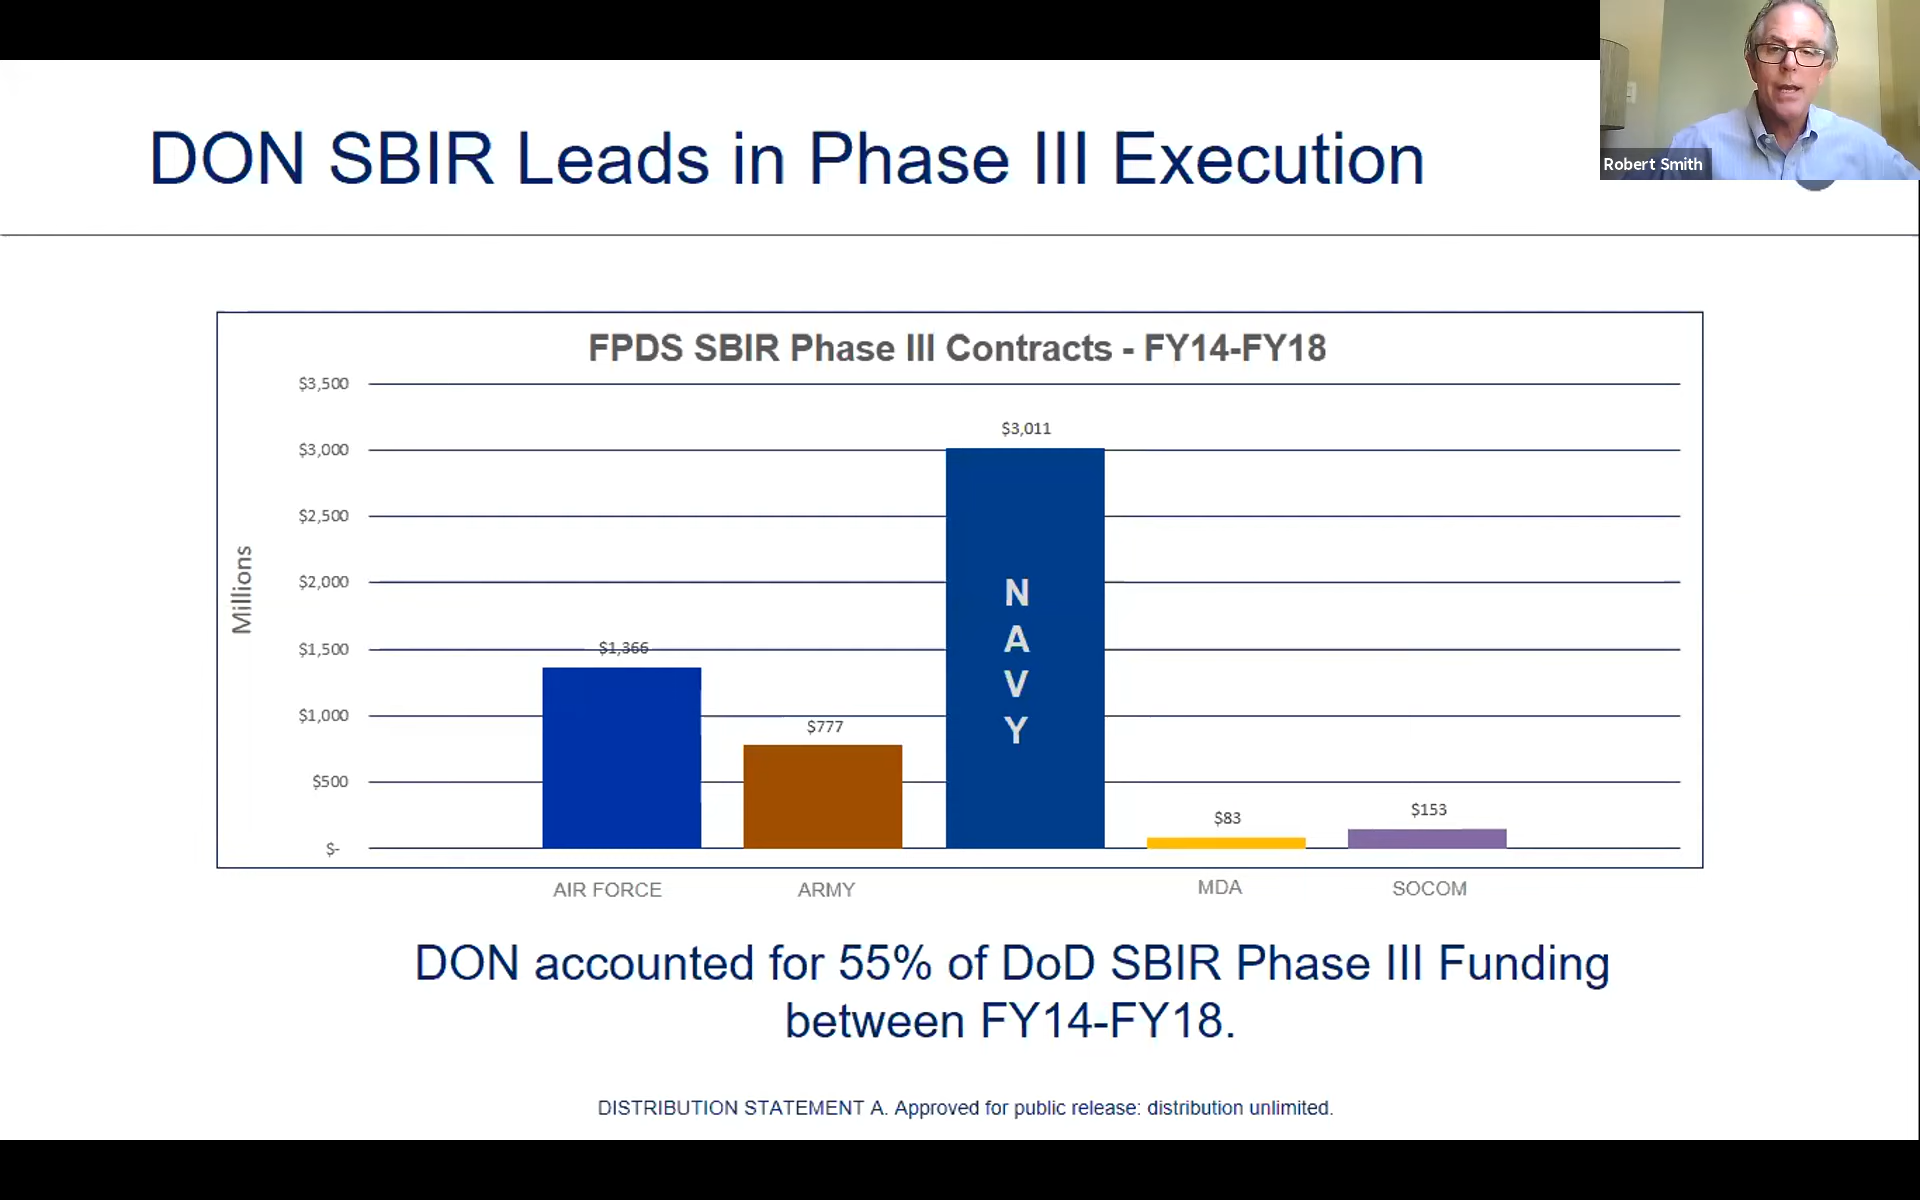 DON SBIR Leads in Phase III Execution
Robert Smith
FPDS SBIR Phase III Contracts - FY14-FY18
Millions
$3,500
$3,000
$2,500
$2,000
$1,500
$1,000
$500
$-
$1,366
$777
$3,011
N
A
V
Y
$83
$153
AIR FORCE
ARMY
MDA
SOCOM
DON accounted for 55% of DoD SBIR Phase III Funding
between FY14-FY18.
DISTRIBUTION STATEMENT A. Approved for public release: distribution unlimited.